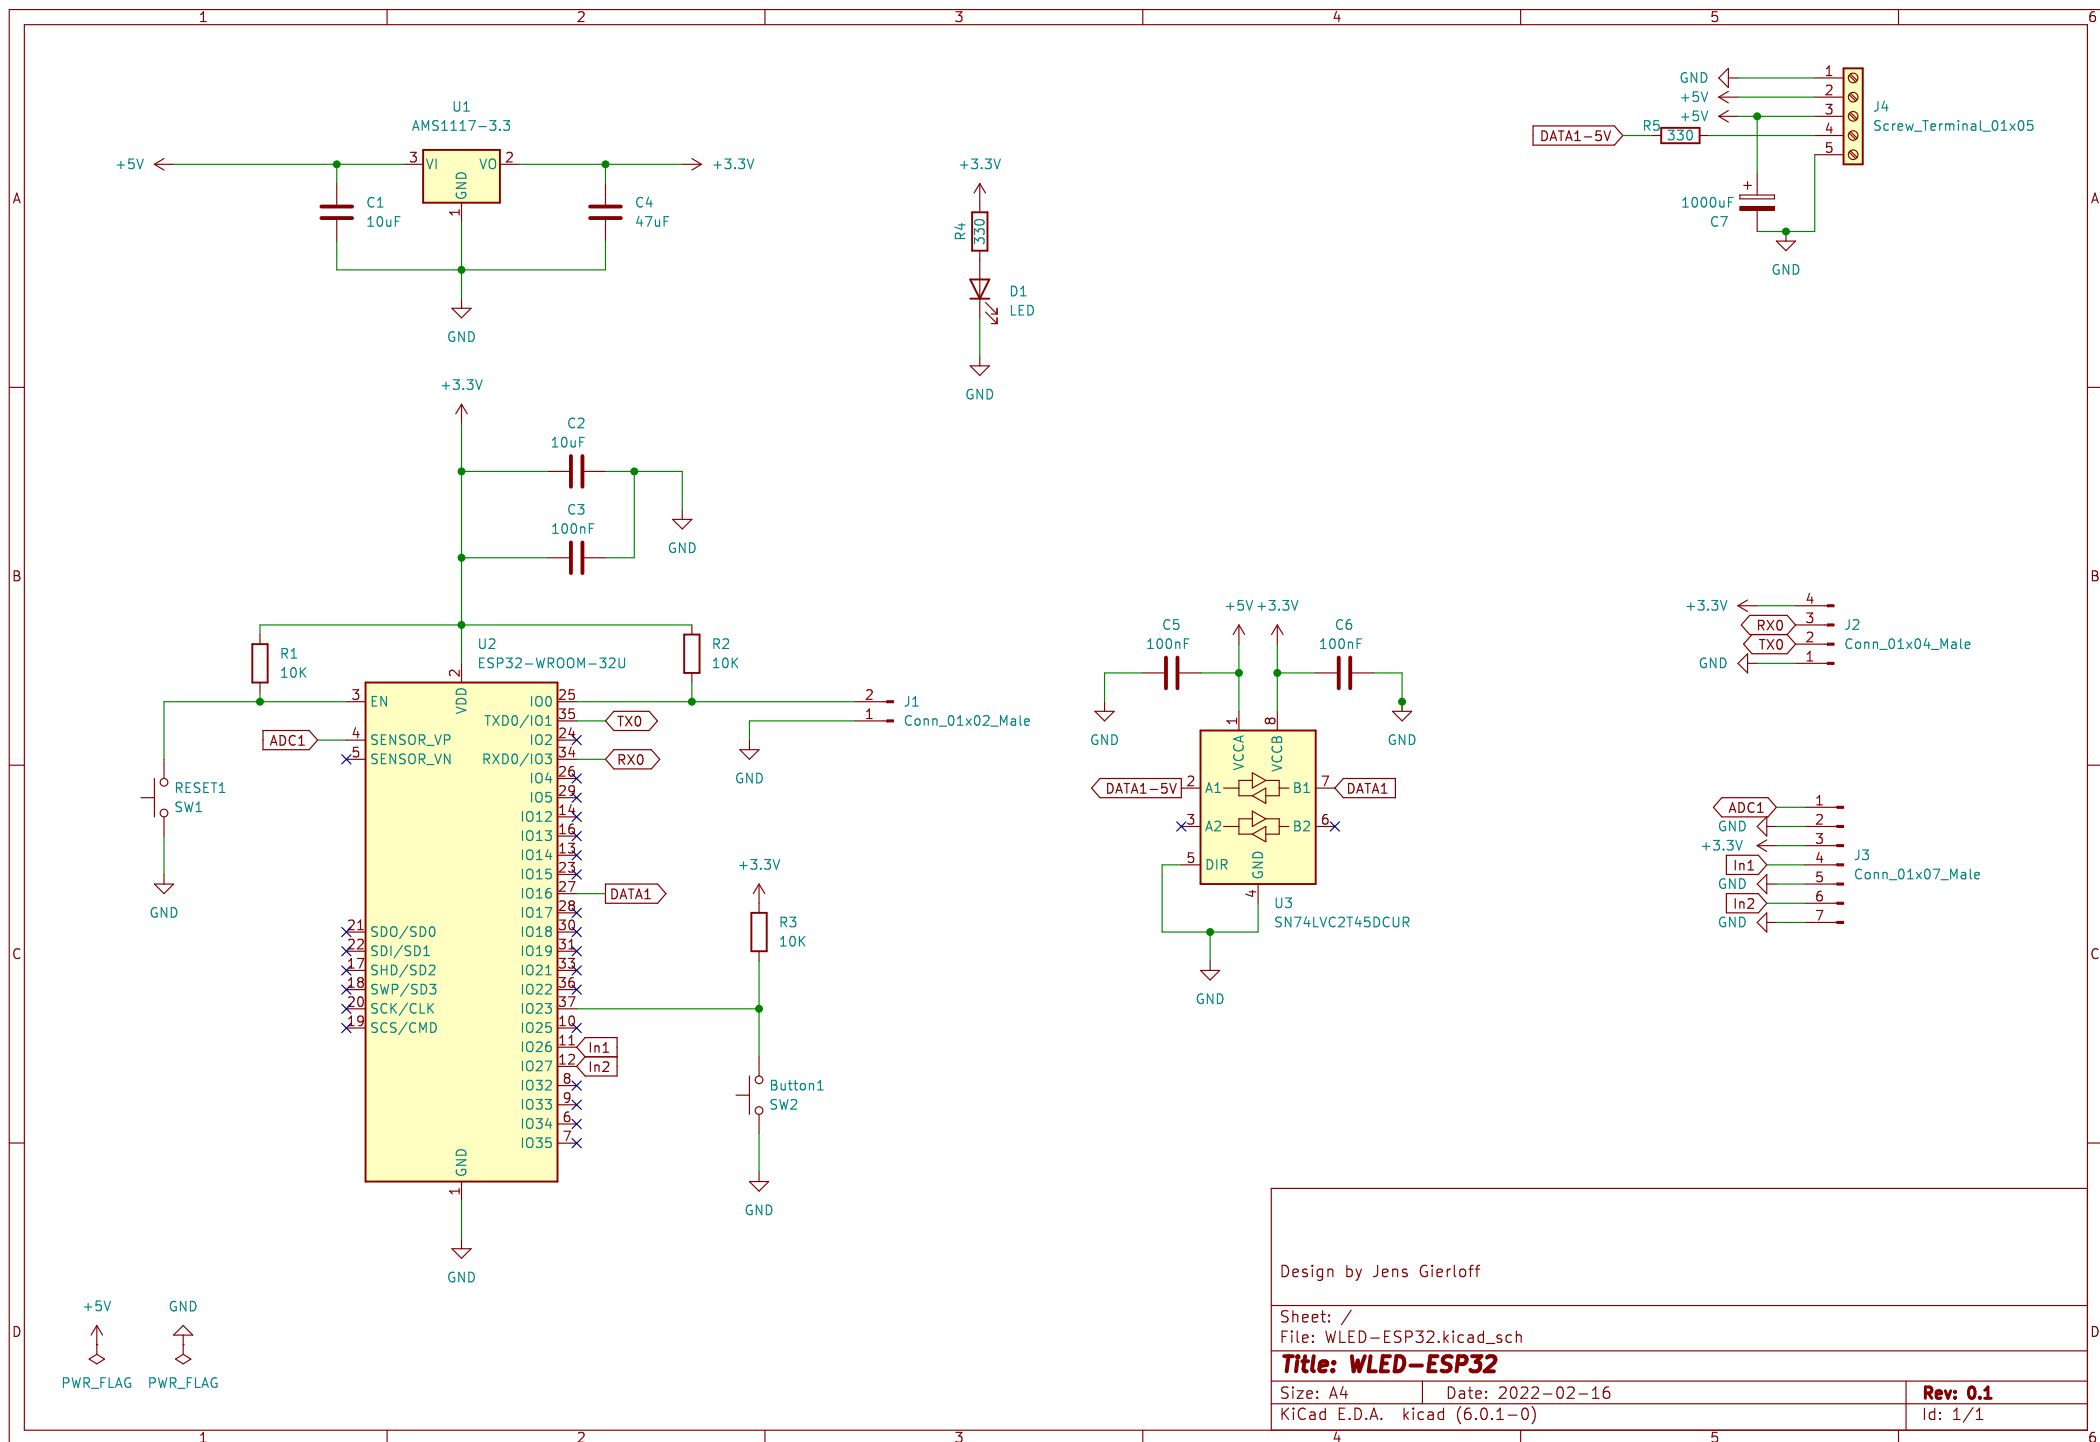 1 2 3 4 5 6
A
B
C
D
A
B
C
D
1 2 3 4 5 6
U1
AMS1117-3.3
+5V
3 VI
VO 2
GND
1
+3.3V
C1
10uF
C4
47uF
GND
+3.3V
R4
330
D1
LED
GND
GND
+5V
+5V
DATA1-5V
R5
330
1
2
3
4
5
J4
Screw_Terminal_01x05
+
1000uF
C7
GND
+3.3V
C2
10uF
C3
100nF
GND
R1
10K
R2
10K
U2
ESP32-WROOM-32U
2
VDD
3 EN
ADC1
4 SENSOR_VP
5 SENSOR_VN
21 SDO/SD0
22 SDI/SD1
17 SHD/SD2
18 SWP/SD3
20 SCK/CLK
19 SCS/CMD
IO0 25
TXD0/IO1 35
TX0
IO2 24
RXD0/IO3 34
RX0
IO4 26
IO5 29
IO12 14
IO13 16
IO14 13
IO15 23
IO16 27
DATA1
IO17 28
IO18 30
IO19 31
IO21 33
IO22 36
IO23 37
IO25 10
IO26 11
In1
IO27 12
In2
IO32 8
IO33 9
IO34 6
IO35 7
GND
1
GND
RESET1
SW1
GND
2
1
J1
Conn_01x02_Male
GND
+3.3V
R3
10K
Button1
SW2
GND
+5V
+3.3V
C5
100nF
C6
100nF
GND
GND
1
8
VCCA
VCCB
DATA1-5V
2 A1
B1 7
DATA1
3 A2
B2 6
5 DIR
GND
4
U3
SN74LVC2T45DCUR
GND
+3.3V
RX0
TX0
GND
4
3
2
1
J2
Conn_01x04_Male
ADC1
GND
+3.3V
In1
GND
In2
GND
1
2
3
4
5
6
7
J3
Conn_01x07_Male
+5V
PWR_FLAG
GND
PWR_FLAG
Design by Jens Gierloff
Sheet: /
File: WLED-ESP32.kicad_sch
Title: WLED-ESP32
Size: A4
Date: 2022-02-16
Rev: 0.1
KiCad E.D.A. kicad (6.0.1-0)
Id: 1/1